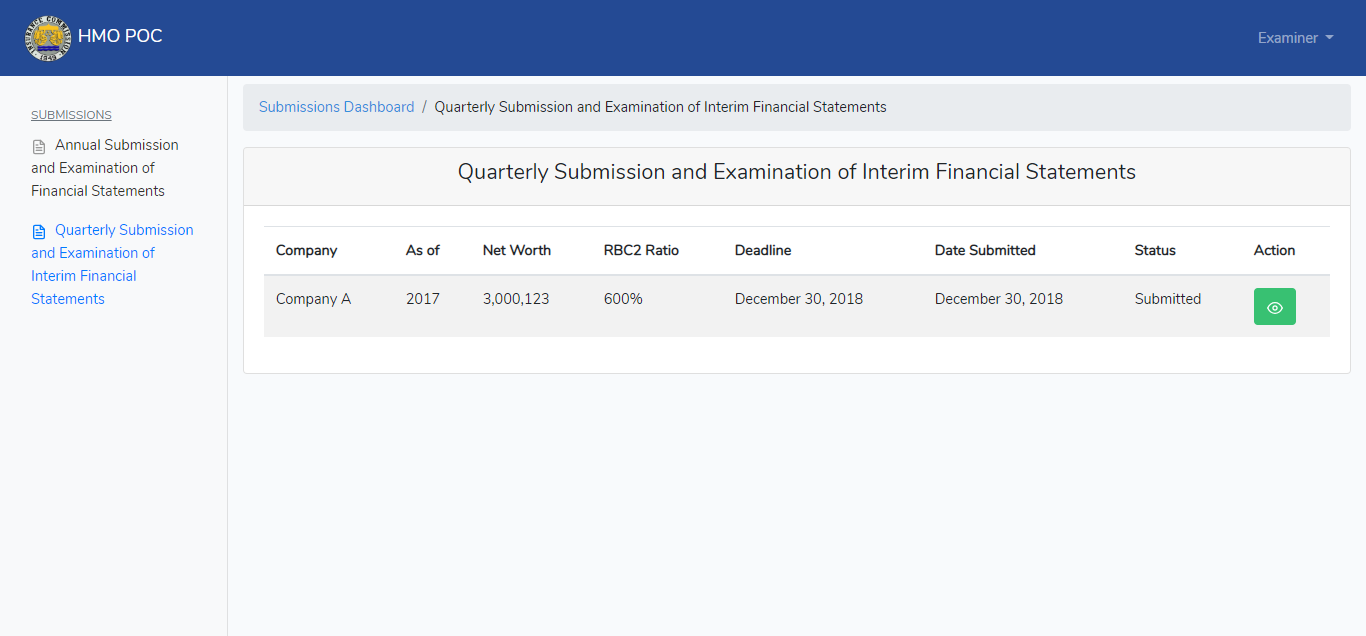 INSURANCE COMMISSION
1949
HMO POC
Examiner
SUBMISSIONS
Annual Submission
and Examination of
Financial Statements
Quarterly Submission
and Examination of
Interim Financial
Statements
Submissions Dashboard / Quarterly Submission and Examination of Interim Financial Statements
Quarterly Submission and Examination of Interim Financial Statements
Company As of Net Worth RBC2 Ratio Deadline Date Submitted Status Action
Company A 2017 3,000,123 600% December 30, 2018 December 30, 2018 Submitted